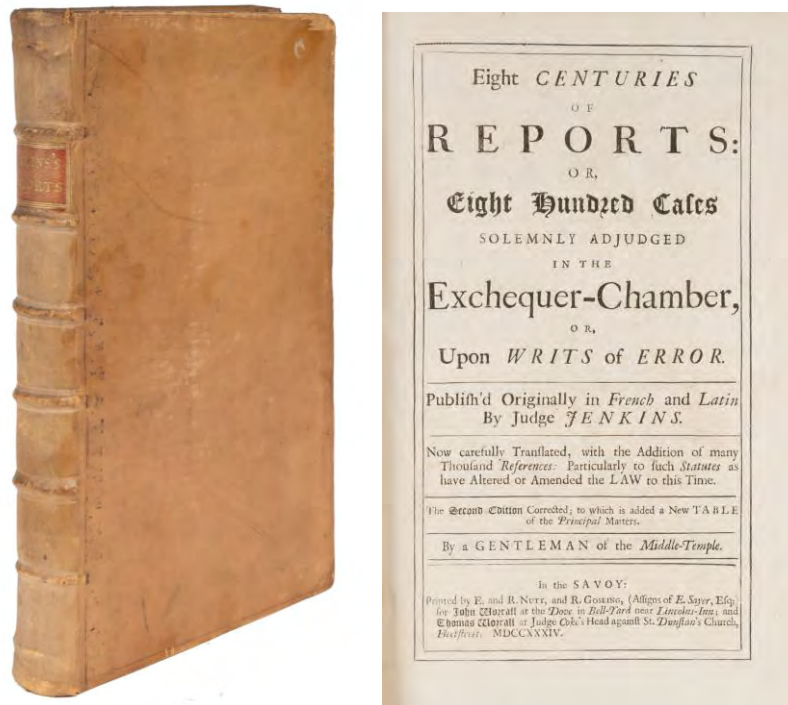 Eight CENTURIES
OF
REPORTS:
OR,
Eight Hundred Cases
SOLEMNLY ADJUDGED
IN THE
Exchequer-Chamber,
OR,
Upon WRITS of ERROR.
Publiſh'd Originally in French and Latin
By Judge JENKINS.
Now carefully Tranſlated, with the Addition of many
Thouſand References: Particularly to ſuch Statutes as
have Altered or Amended the LAW to this Time.
The Second Edition Corrected; to which is added a New TABLE
of the Principal Matters.
By a GENTLEMAN of the Middle-Temple.
In the SAVOY:
Printed by E. and R. NUTT, and R. GOSLING, (Aſſigns of E. Sayer, Eſq;
for John Worrall at the Dove in Bell-Yard near Lincolns-Inn; and
Thomas Worrall at Judge Coke's Head againſt St. Dunſtan's Church,
Fleetſtreet. MDCCXXXIV.